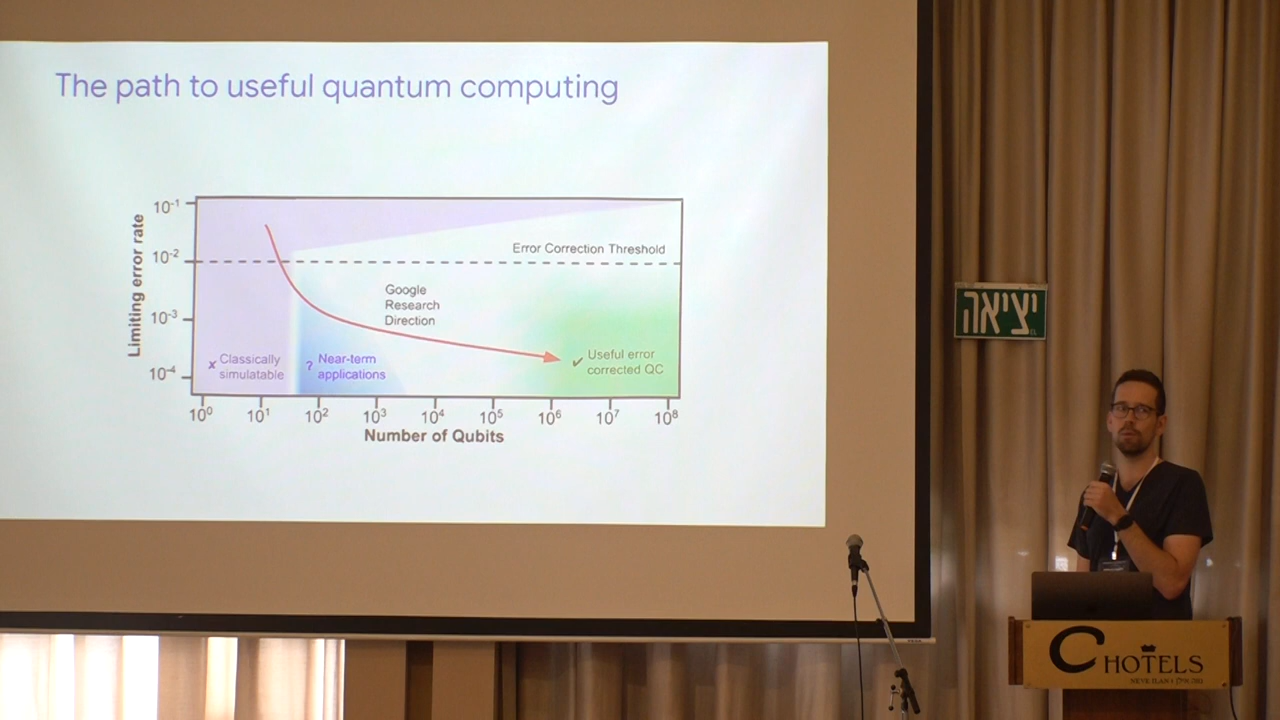 The path to useful quantum computing
Limiting error rate
10⁻¹
10⁻²
10⁻³
10⁻⁴
Error Correction Threshold
Google
Research
Direction
✗ Classically
simulatable
? Near-term
applications
✓ Useful error
corrected QC
10⁰ 10¹ 10² 10³ 10⁴ 10⁵ 10⁶ 10⁷ 10⁸
Number of Qubits
יציאה
C HOTELS